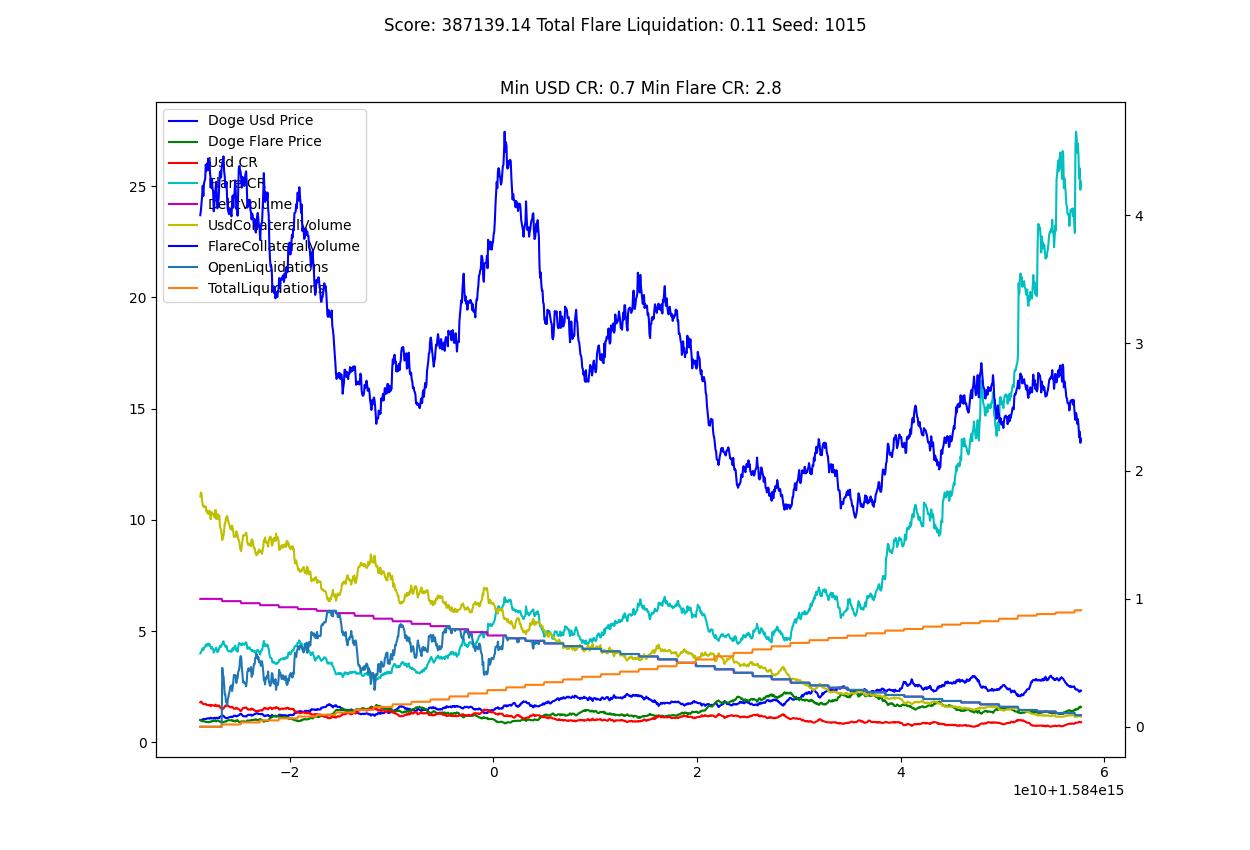 Score: 387139.14 Total Flare Liquidation: 0.11 Seed: 1015
Min USD CR: 0.7 Min Flare CR: 2.8
Doge Usd Price
Doge Flare Price
Usd CR
Flare CR
DebtVolume
UsdCollateralVolume
FlareCollateralVolume
OpenLiquidations
TotalLiquidations
25
20
15
10
5
0
4
3
2
1
0
−2
0
2
4
6
1e10+1.584e15